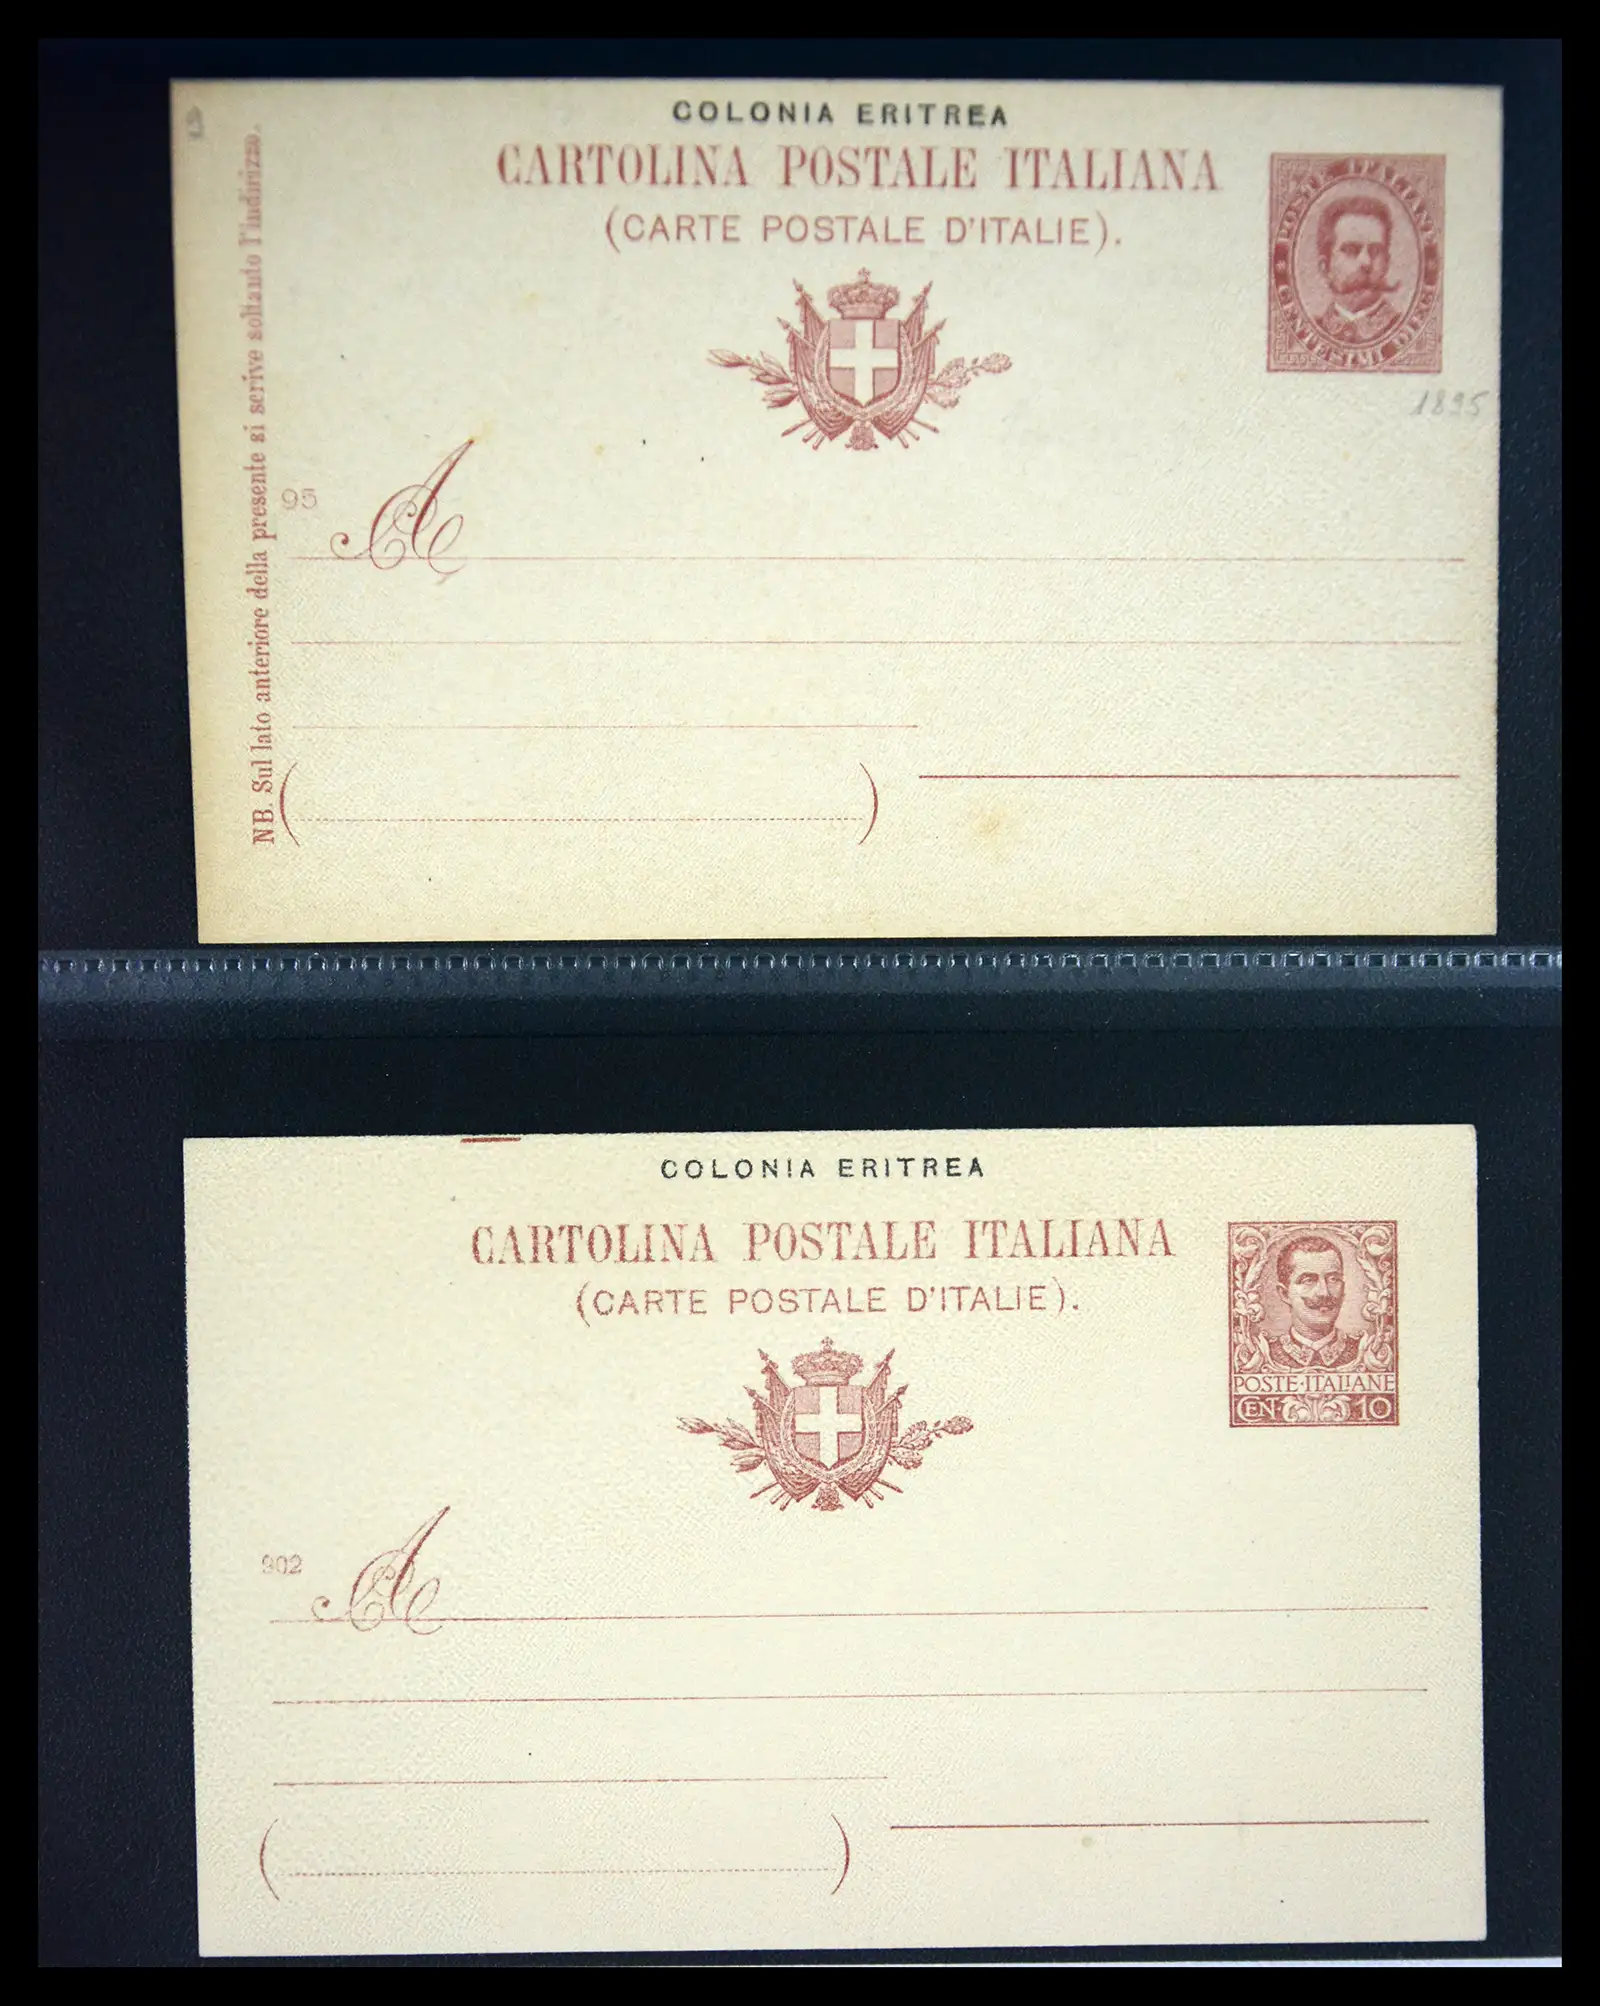 COLONIA ERITREA
CARTOLINA POSTALE ITALIANA
(CARTE POSTALE D'ITALIE).
POSTE ITALIANE
CENTESIMI DIECI
1895
NB. Sul lato anteriore della presente si scrive soltanto l'indirizzo.
95
A
COLONIA ERITREA
CARTOLINA POSTALE ITALIANA
(CARTE POSTALE D'ITALIE).
POSTE·ITALIANE
CEN· 10
902
A